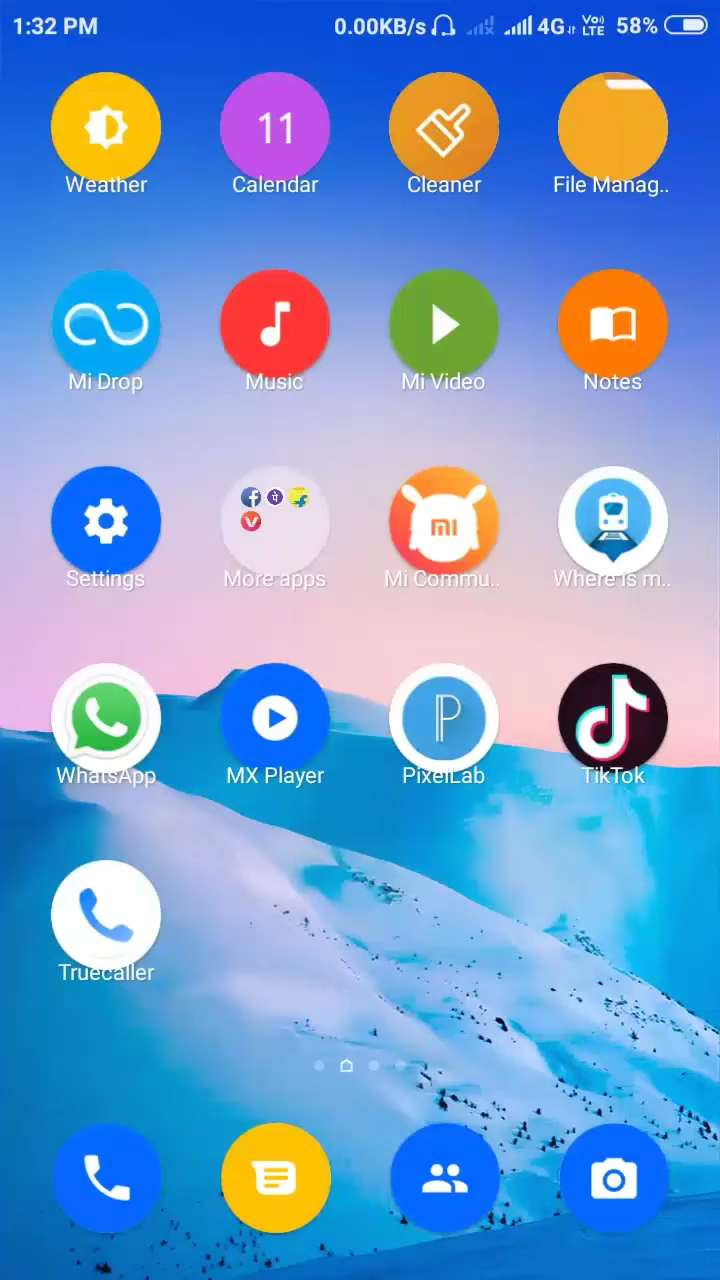 1:32 PM 0.00KB/s 4G Vo)) LTE 58%
11
Weather Calendar Cleaner File Manag..
Mi Drop Music Mi Video Notes
f पे f
V
mi
Settings More apps Mi Commu.. Where is m..
P
WhatsApp MX Player PixelLab TikTok
Truecaller